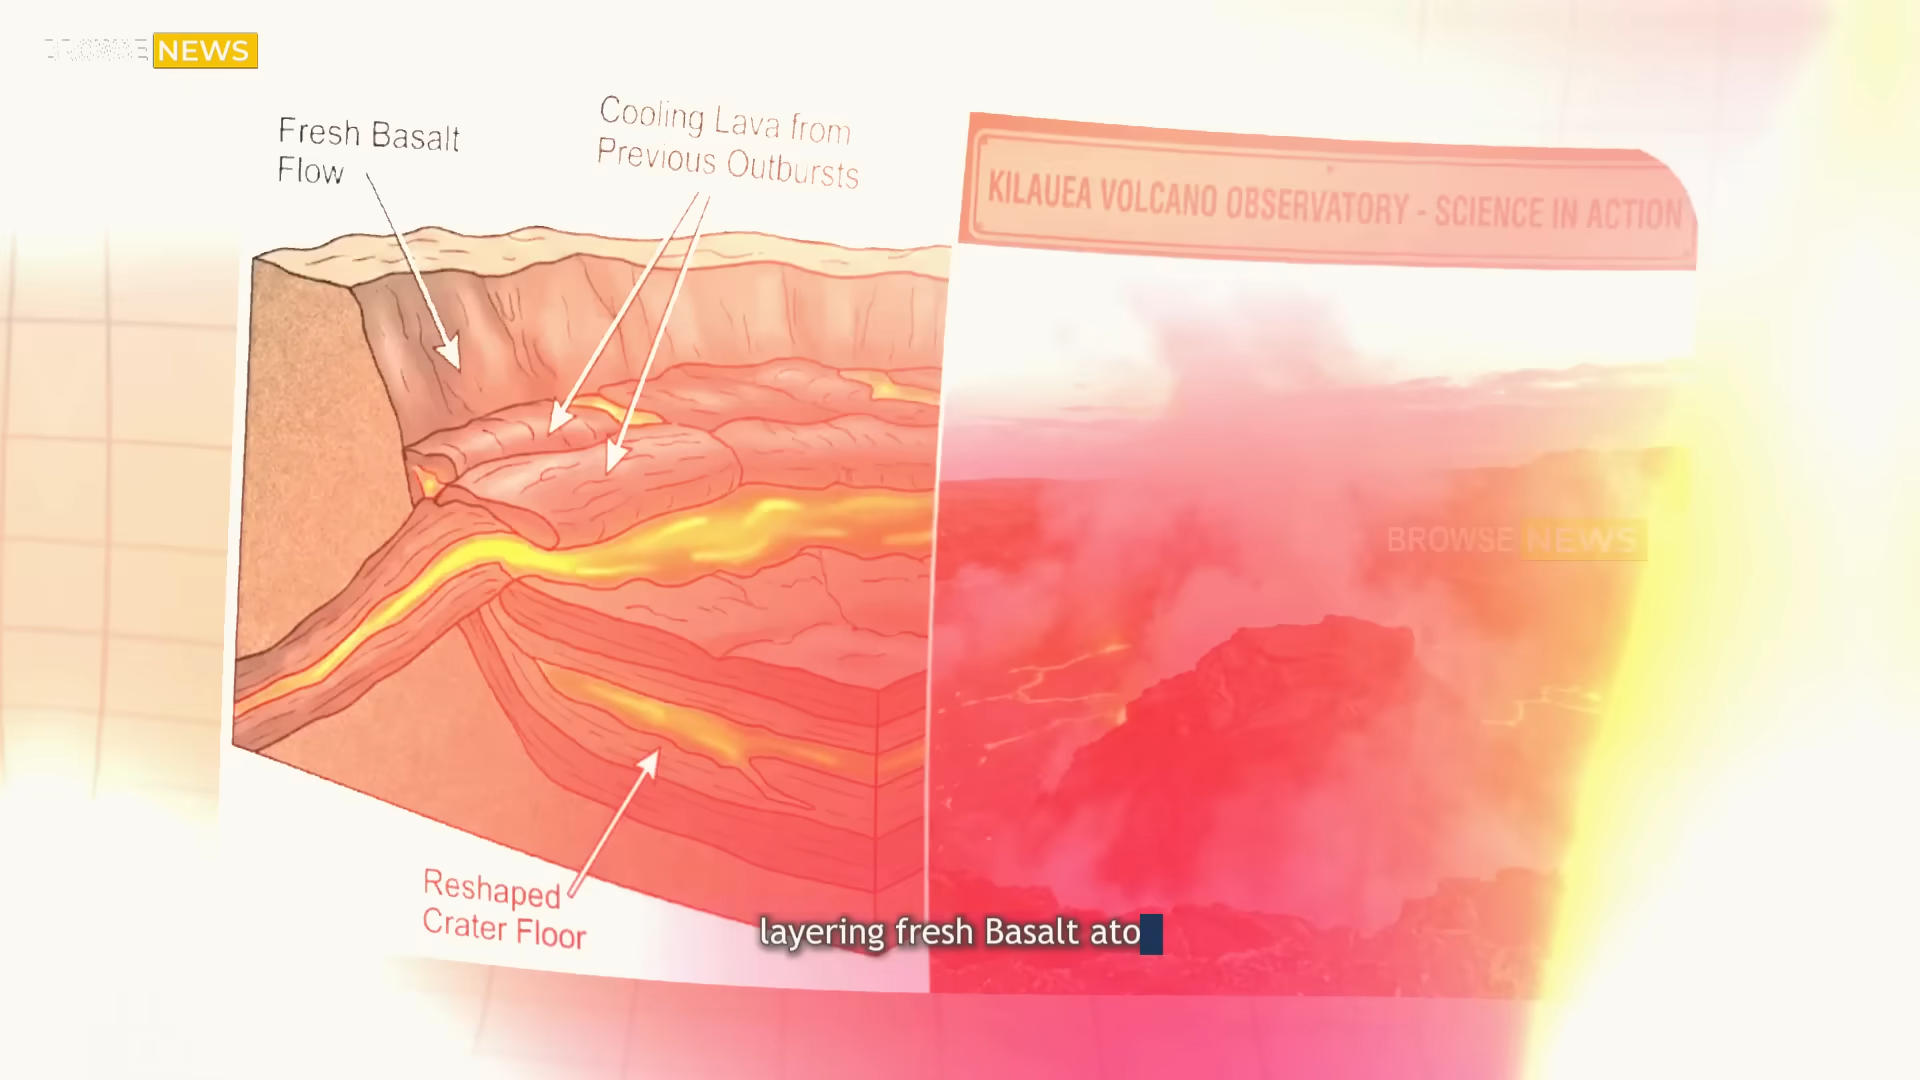 BROWSE NEWS
Fresh Basalt
Flow
Cooling Lava from
Previous Outbursts
KILAUEA VOLCANO OBSERVATORY - SCIENCE IN ACTION
BROWSE NEWS
Reshaped
Crater Floor
layering fresh Basalt ato